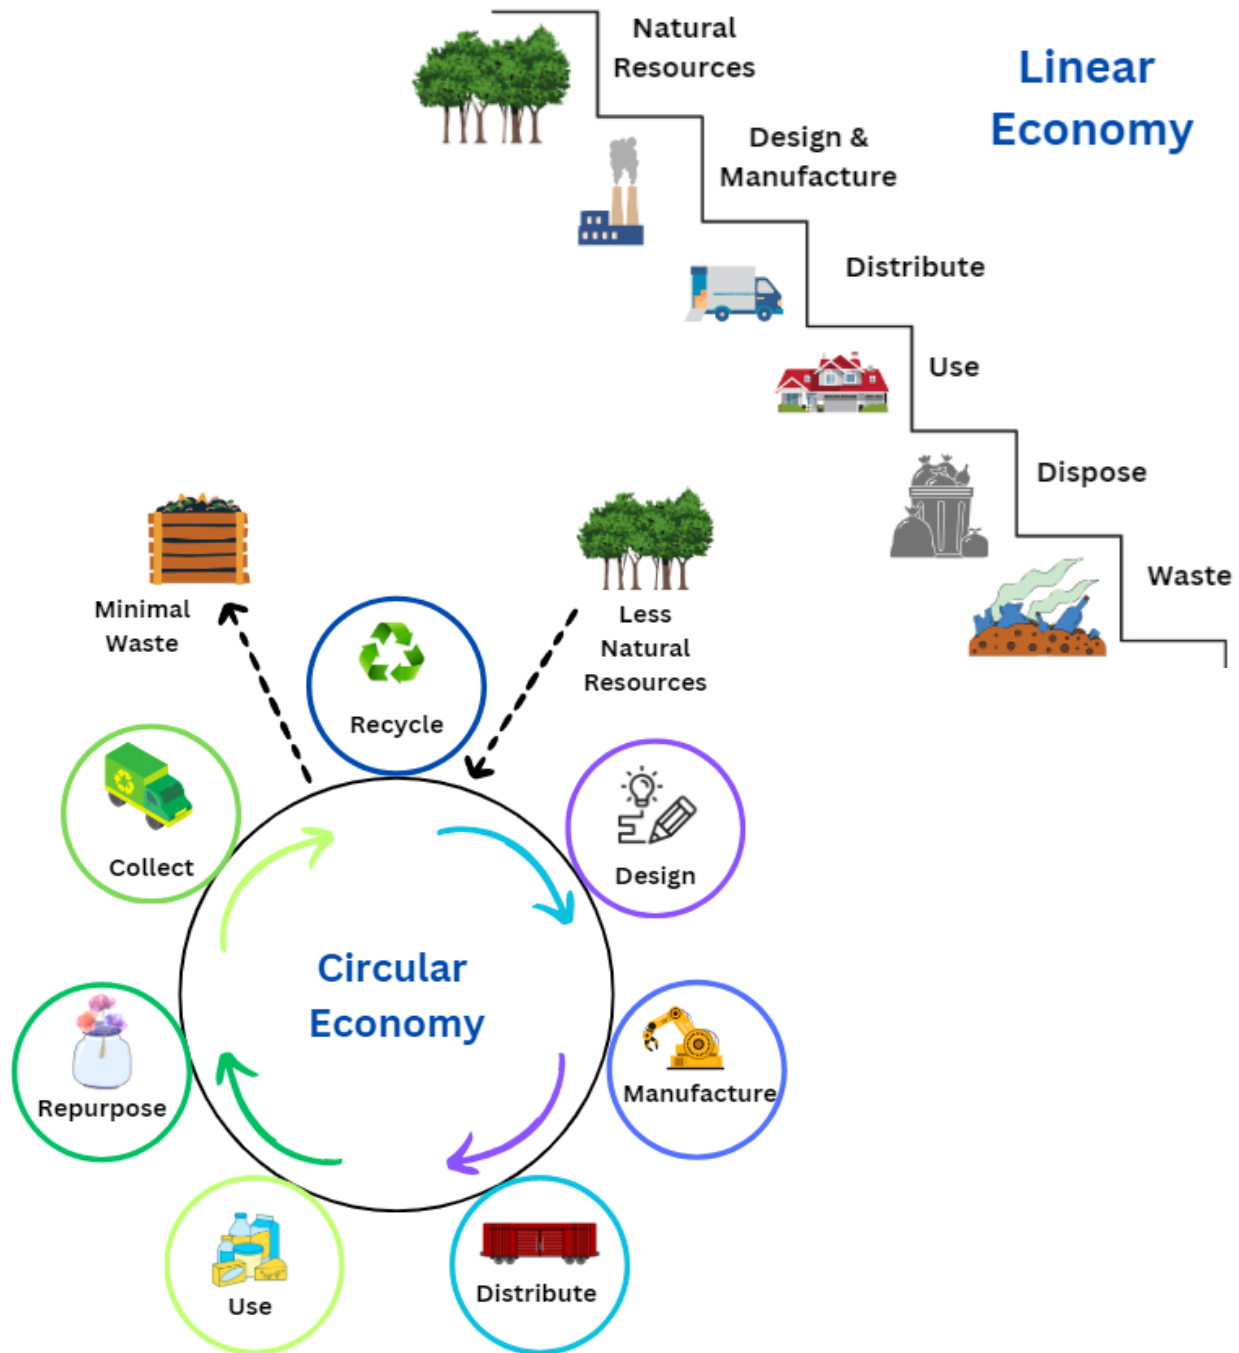 Natural
Resources
Linear
Economy
Design &
Manufacture
Distribute
Use
Dispose
Waste
Minimal
Waste
Less
Natural
Resources
Recycle
Collect
Design
Circular
Economy
Repurpose
Manufacture
Use
Distribute